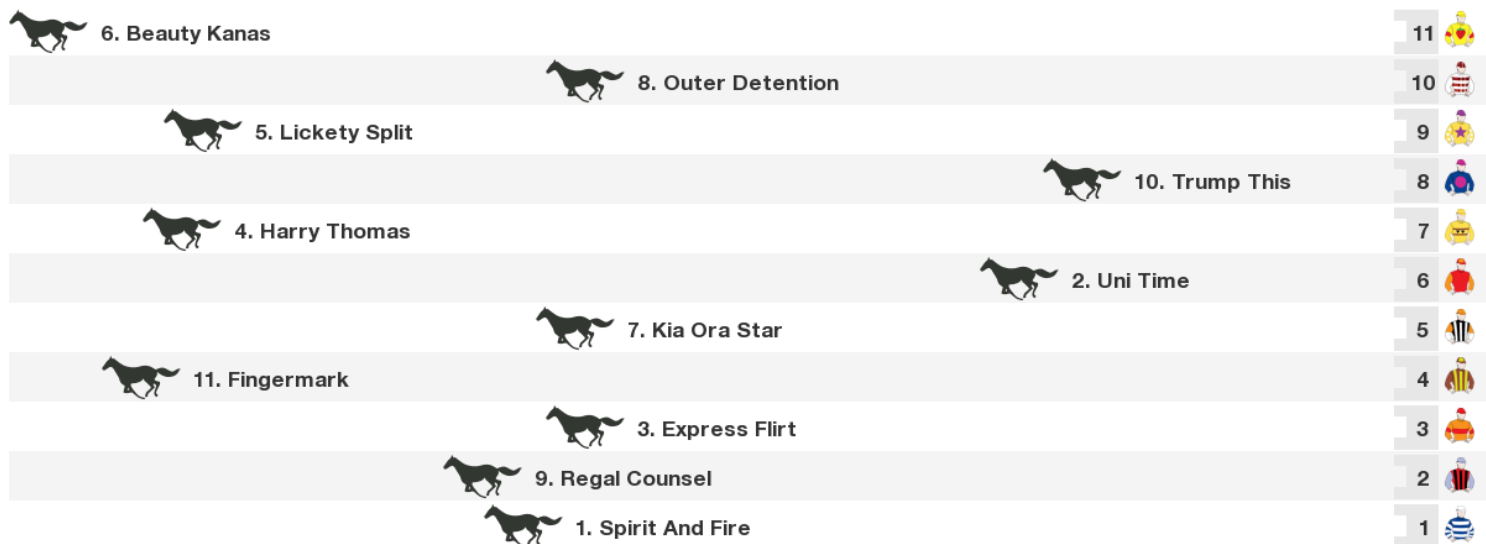 6. Beauty Kanas 11
8. Outer Detention 10
5. Lickety Split 9
10. Trump This 8
4. Harry Thomas 7
2. Uni Time 6
7. Kia Ora Star 5
11. Fingermark 4
3. Express Flirt 3
9. Regal Counsel 2
1. Spirit And Fire 1